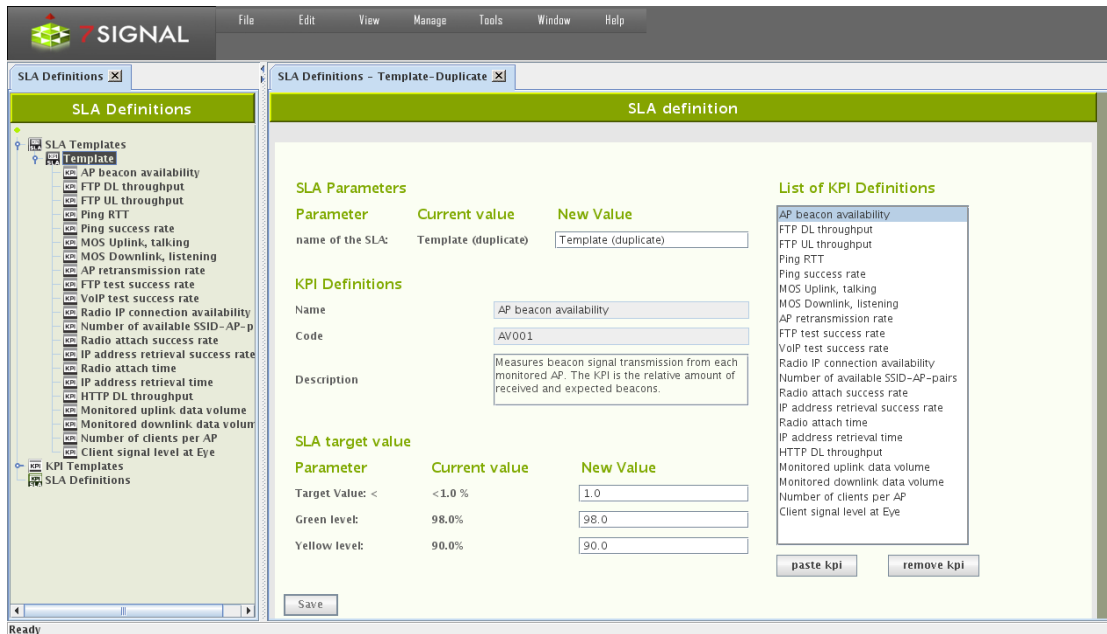 7SIGNAL
File Edit View Manage Tools Window Help
SLA Definitions
SLA Definitions
SLA Templates
Template
AP beacon availability
FTP DL throughput
FTP UL throughput
Ping RTT
Ping success rate
MOS Uplink, talking
MOS Downlink, listening
AP retransmission rate
FTP test success rate
VoIP test success rate
Radio IP connection availability
Number of available SSID-AP-p
Radio attach success rate
IP address retrieval success rate
Radio attach time
IP address retrieval time
HTTP DL throughput
Monitored uplink data volume
Monitored downlink data volum
Number of clients per AP
Client signal level at Eye
KPI Templates
SLA Definitions
SLA Definitions - Template-Duplicate
SLA definition
SLA Parameters
Parameter Current value New Value
name of the SLA: Template (duplicate) Template (duplicate)
KPI Definitions
Name AP beacon availability
Code AV001
Description
Measures beacon signal transmission from each
monitored AP. The KPI is the relative amount of
received and expected beacons.
SLA target value
Parameter Current value New Value
Target Value: < <1.0 % 1.0
Green level: 98.0% 98.0
Yellow level: 90.0% 90.0
Save
List of KPI Definitions
AP beacon availability
FTP DL throughput
FTP UL throughput
Ping RTT
Ping success rate
MOS Uplink, talking
MOS Downlink, listening
AP retransmission rate
FTP test success rate
VoIP test success rate
Radio IP connection availability
Number of available SSID-AP-pairs
Radio attach success rate
IP address retrieval success rate
Radio attach time
IP address retrieval time
HTTP DL throughput
Monitored uplink data volume
Monitored downlink data volume
Number of clients per AP
Client signal level at Eye
paste kpi remove kpi
Ready